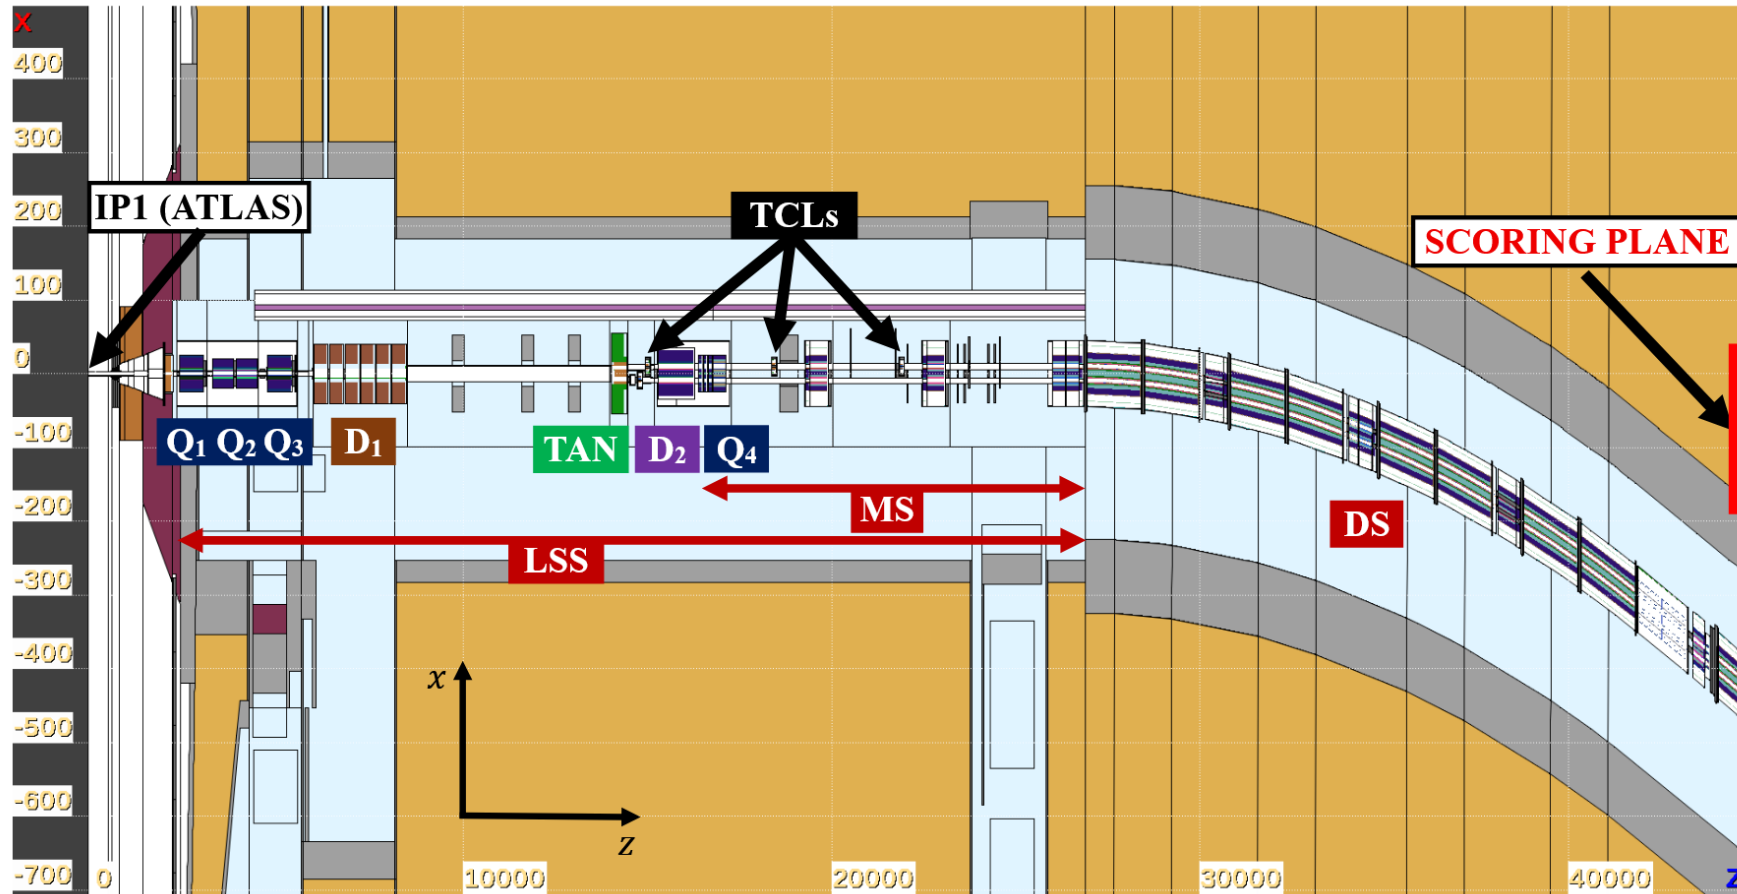 X
400
300
200
100
0
-100
-200
-300
-400
-500
-600
-700
IP1 (ATLAS)
TCLs
SCORING PLANE
Q1 Q2 Q3
D1
TAN
D2
Q4
MS
DS
LSS
x
z
0
10000
20000
30000
40000
Z